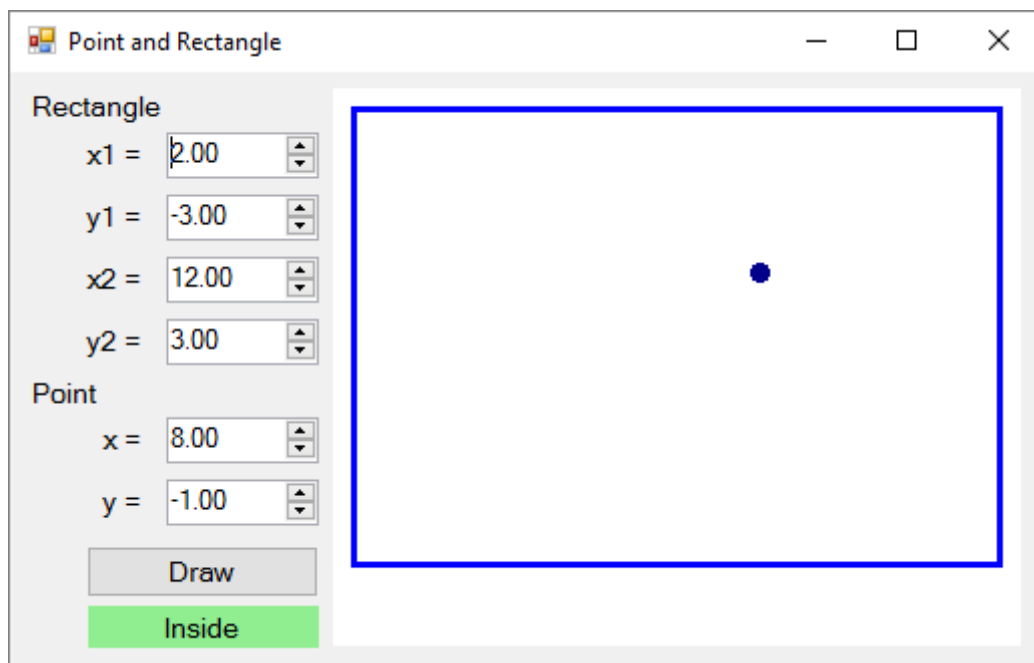 Point and Rectangle
Rectangle
x1 = 2.00
y1 = -3.00
x2 = 12.00
y2 = 3.00
Point
x = 8.00
y = -1.00
Draw
Inside